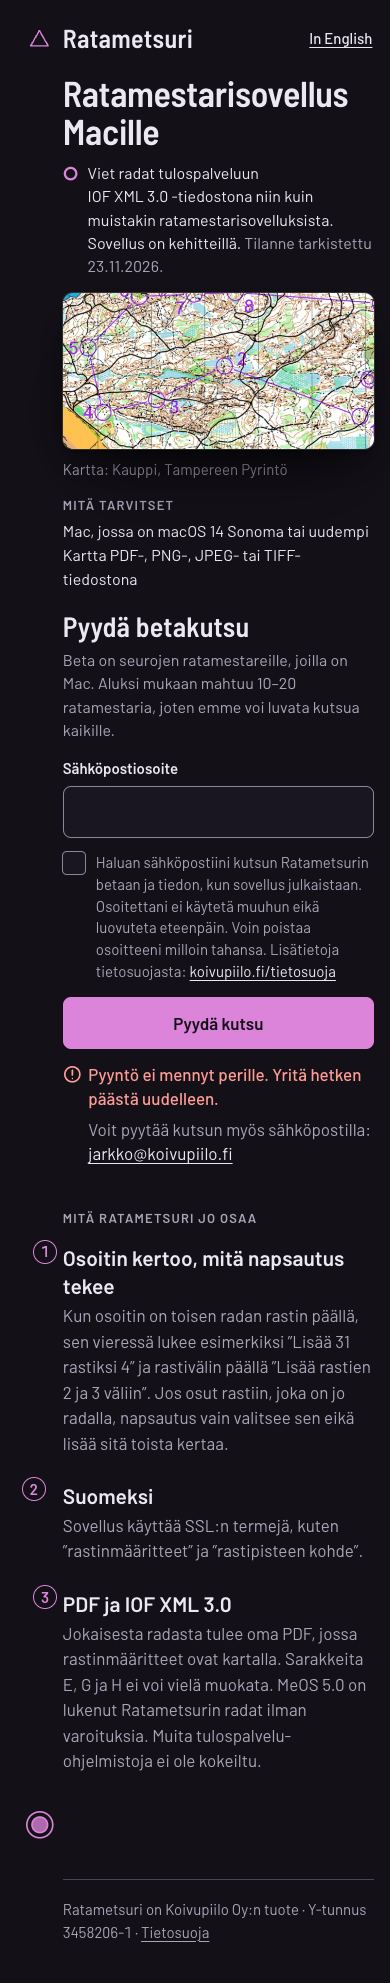 Ratametsuri
In English
Ratamestarisovellus
Macille
Viet radat tulospalveluun
IOF XML 3.0 -tiedostona niin kuin
muistakin ratamestarisovelluksista.
Sovellus on kehitteillä. Tilanne tarkistettu
23.11.2026.
7
8
5
2
4
3
Kartta: Kauppi, Tampereen Pyrintö
MITÄ TARVITSET
Mac, jossa on macOS 14 Sonoma tai uudempi
Kartta PDF-, PNG-, JPEG- tai TIFF-
tiedostona
Pyydä betakutsu
Beta on seurojen ratamestareille, joilla on
Mac. Aluksi mukaan mahtuu 10–20
ratamestaria, joten emme voi luvata kutsua
kaikille.
Sähköpostiosoite
Haluan sähköpostiini kutsun Ratametsurin
betaan ja tiedon, kun sovellus julkaistaan.
Osoitettani ei käytetä muuhun eikä
luovuteta eteenpäin. Voin poistaa
osoitteeni milloin tahansa. Lisätietoja
tietosuojasta: koivupiilo.fi/tietosuoja
Pyydä kutsu
Pyyntö ei mennyt perille. Yritä hetken
päästä uudelleen.
Voit pyytää kutsun myös sähköpostilla:
jarkko@koivupiilo.fi
MITÄ RATAMETSURI JO OSAA
1 Osoitin kertoo, mitä napsautus
tekee
Kun osoitin on toisen radan rastin päällä,
sen vieressä lukee esimerkiksi ”Lisää 31
rastiksi 4” ja rastivälin päällä ”Lisää rastien
2 ja 3 väliin”. Jos osut rastiin, joka on jo
radalla, napsautus vain valitsee sen eikä
lisää sitä toista kertaa.
2 Suomeksi
Sovellus käyttää SSL:n termejä, kuten
”rastinmääritteet” ja ”rastipisteen kohde”.
3 PDF ja IOF XML 3.0
Jokaisesta radasta tulee oma PDF, jossa
rastinmääritteet ovat kartalla. Sarakkeita
E, G ja H ei voi vielä muokata. MeOS 5.0 on
lukenut Ratametsurin radat ilman
varoituksia. Muita tulospalvelu-
ohjelmistoja ei ole kokeiltu.
Ratametsuri on Koivupiilo Oy:n tuote · Y-tunnus
3458206-1 · Tietosuoja